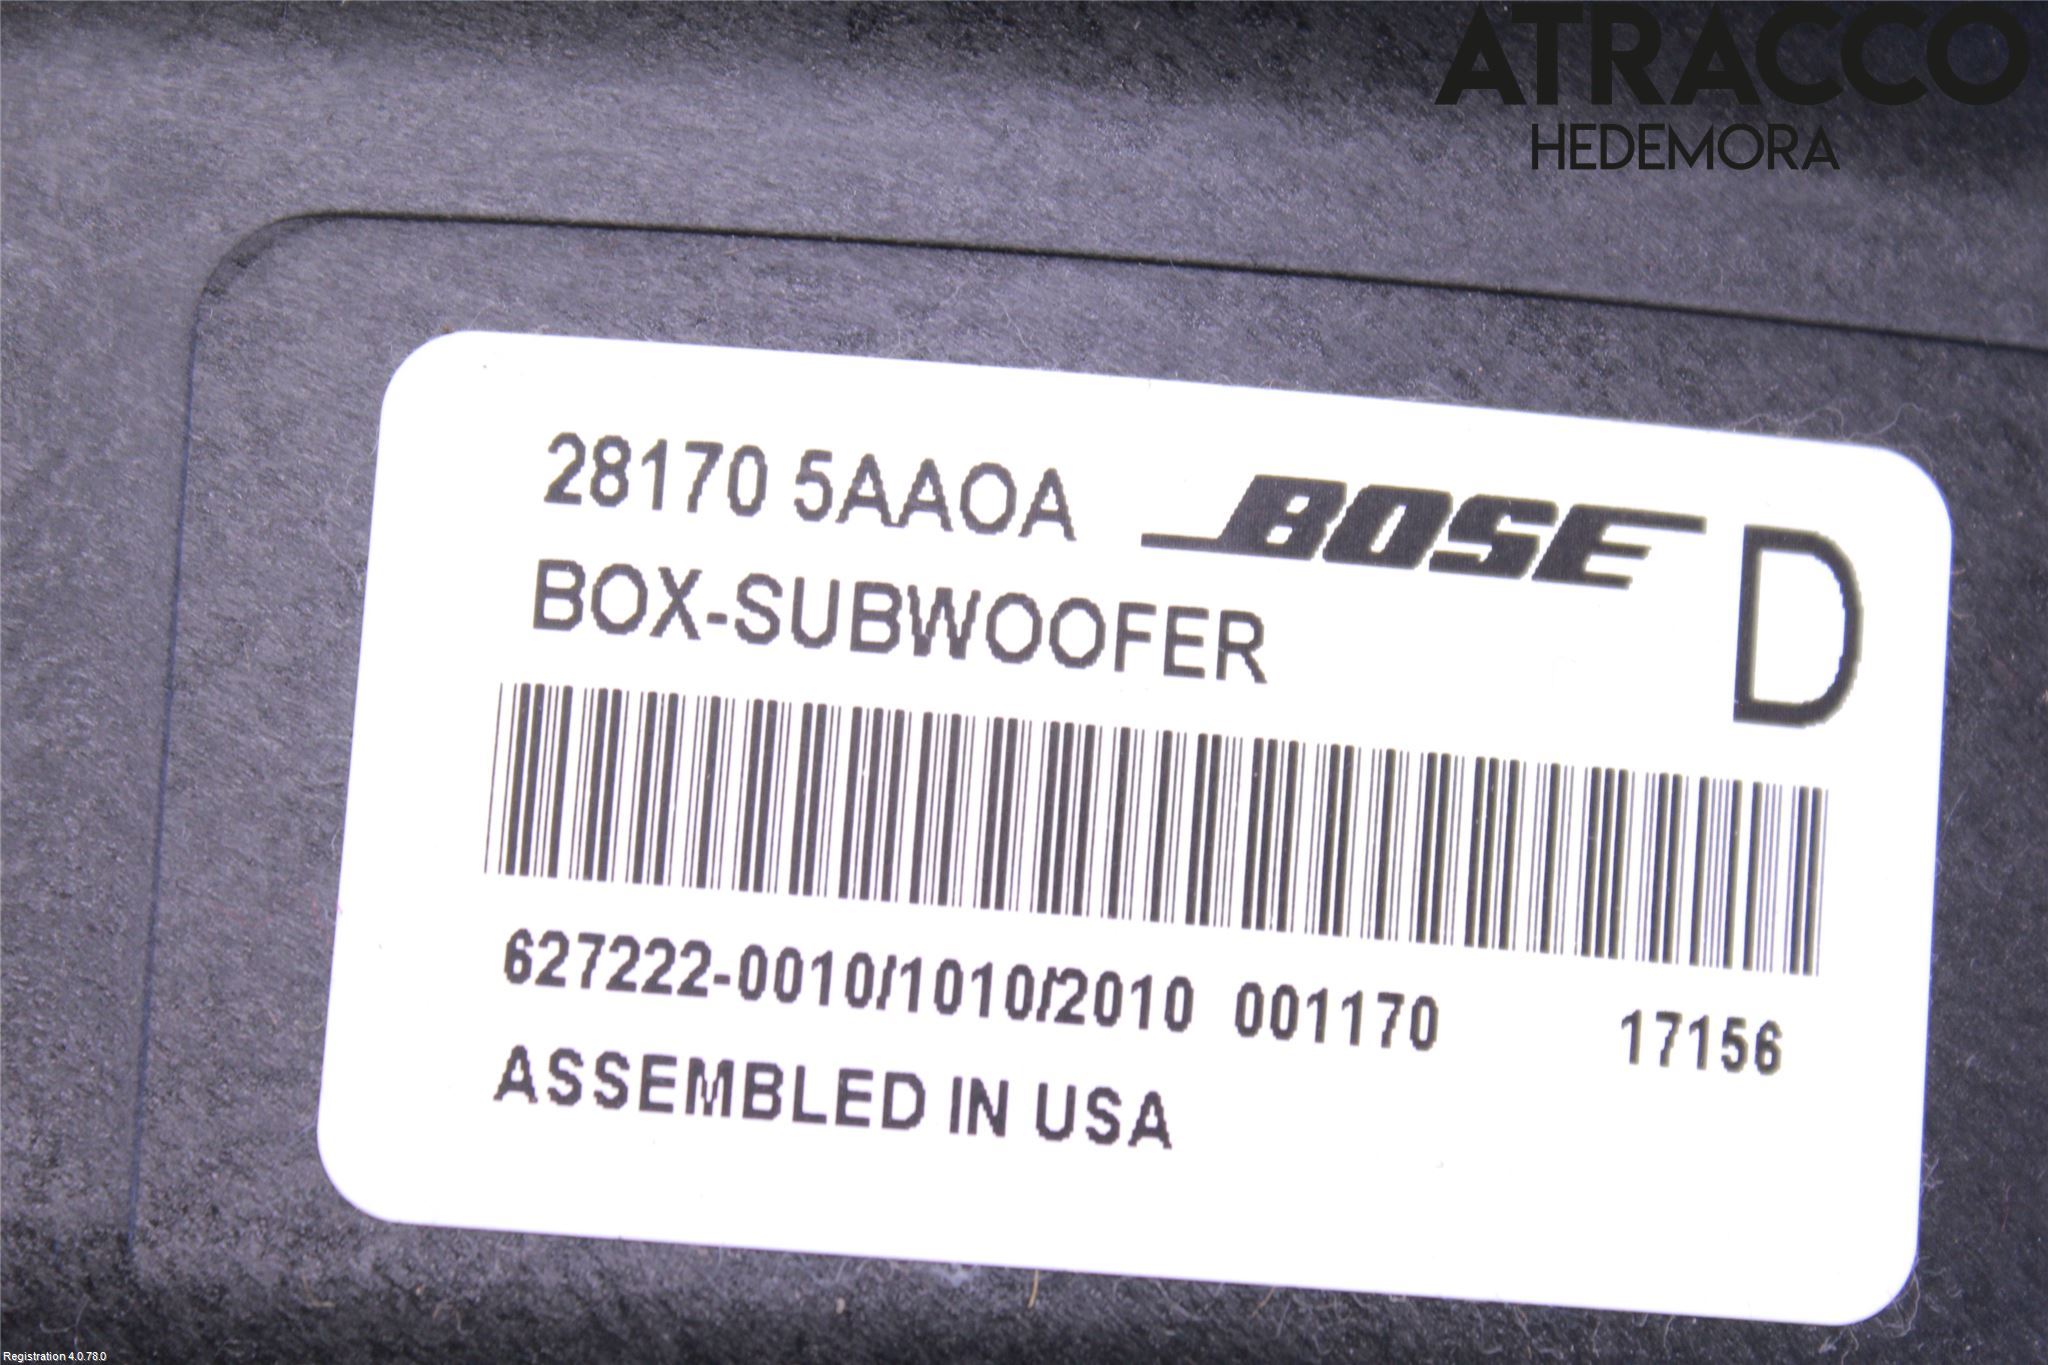 ATRACCO
HEDEMORA
28170 5AAOA BOSE D
BOX-SUBWOOFER
627222-0010/1010/2010 001170 17156
ASSEMBLED IN USA
Registration 4.0.78.0